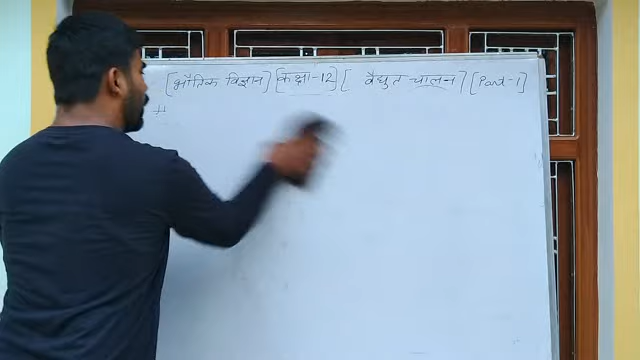 [भौतिक विज्ञान] [कक्षा-12] [ वैद्युत चालन ] [Part-1]
#